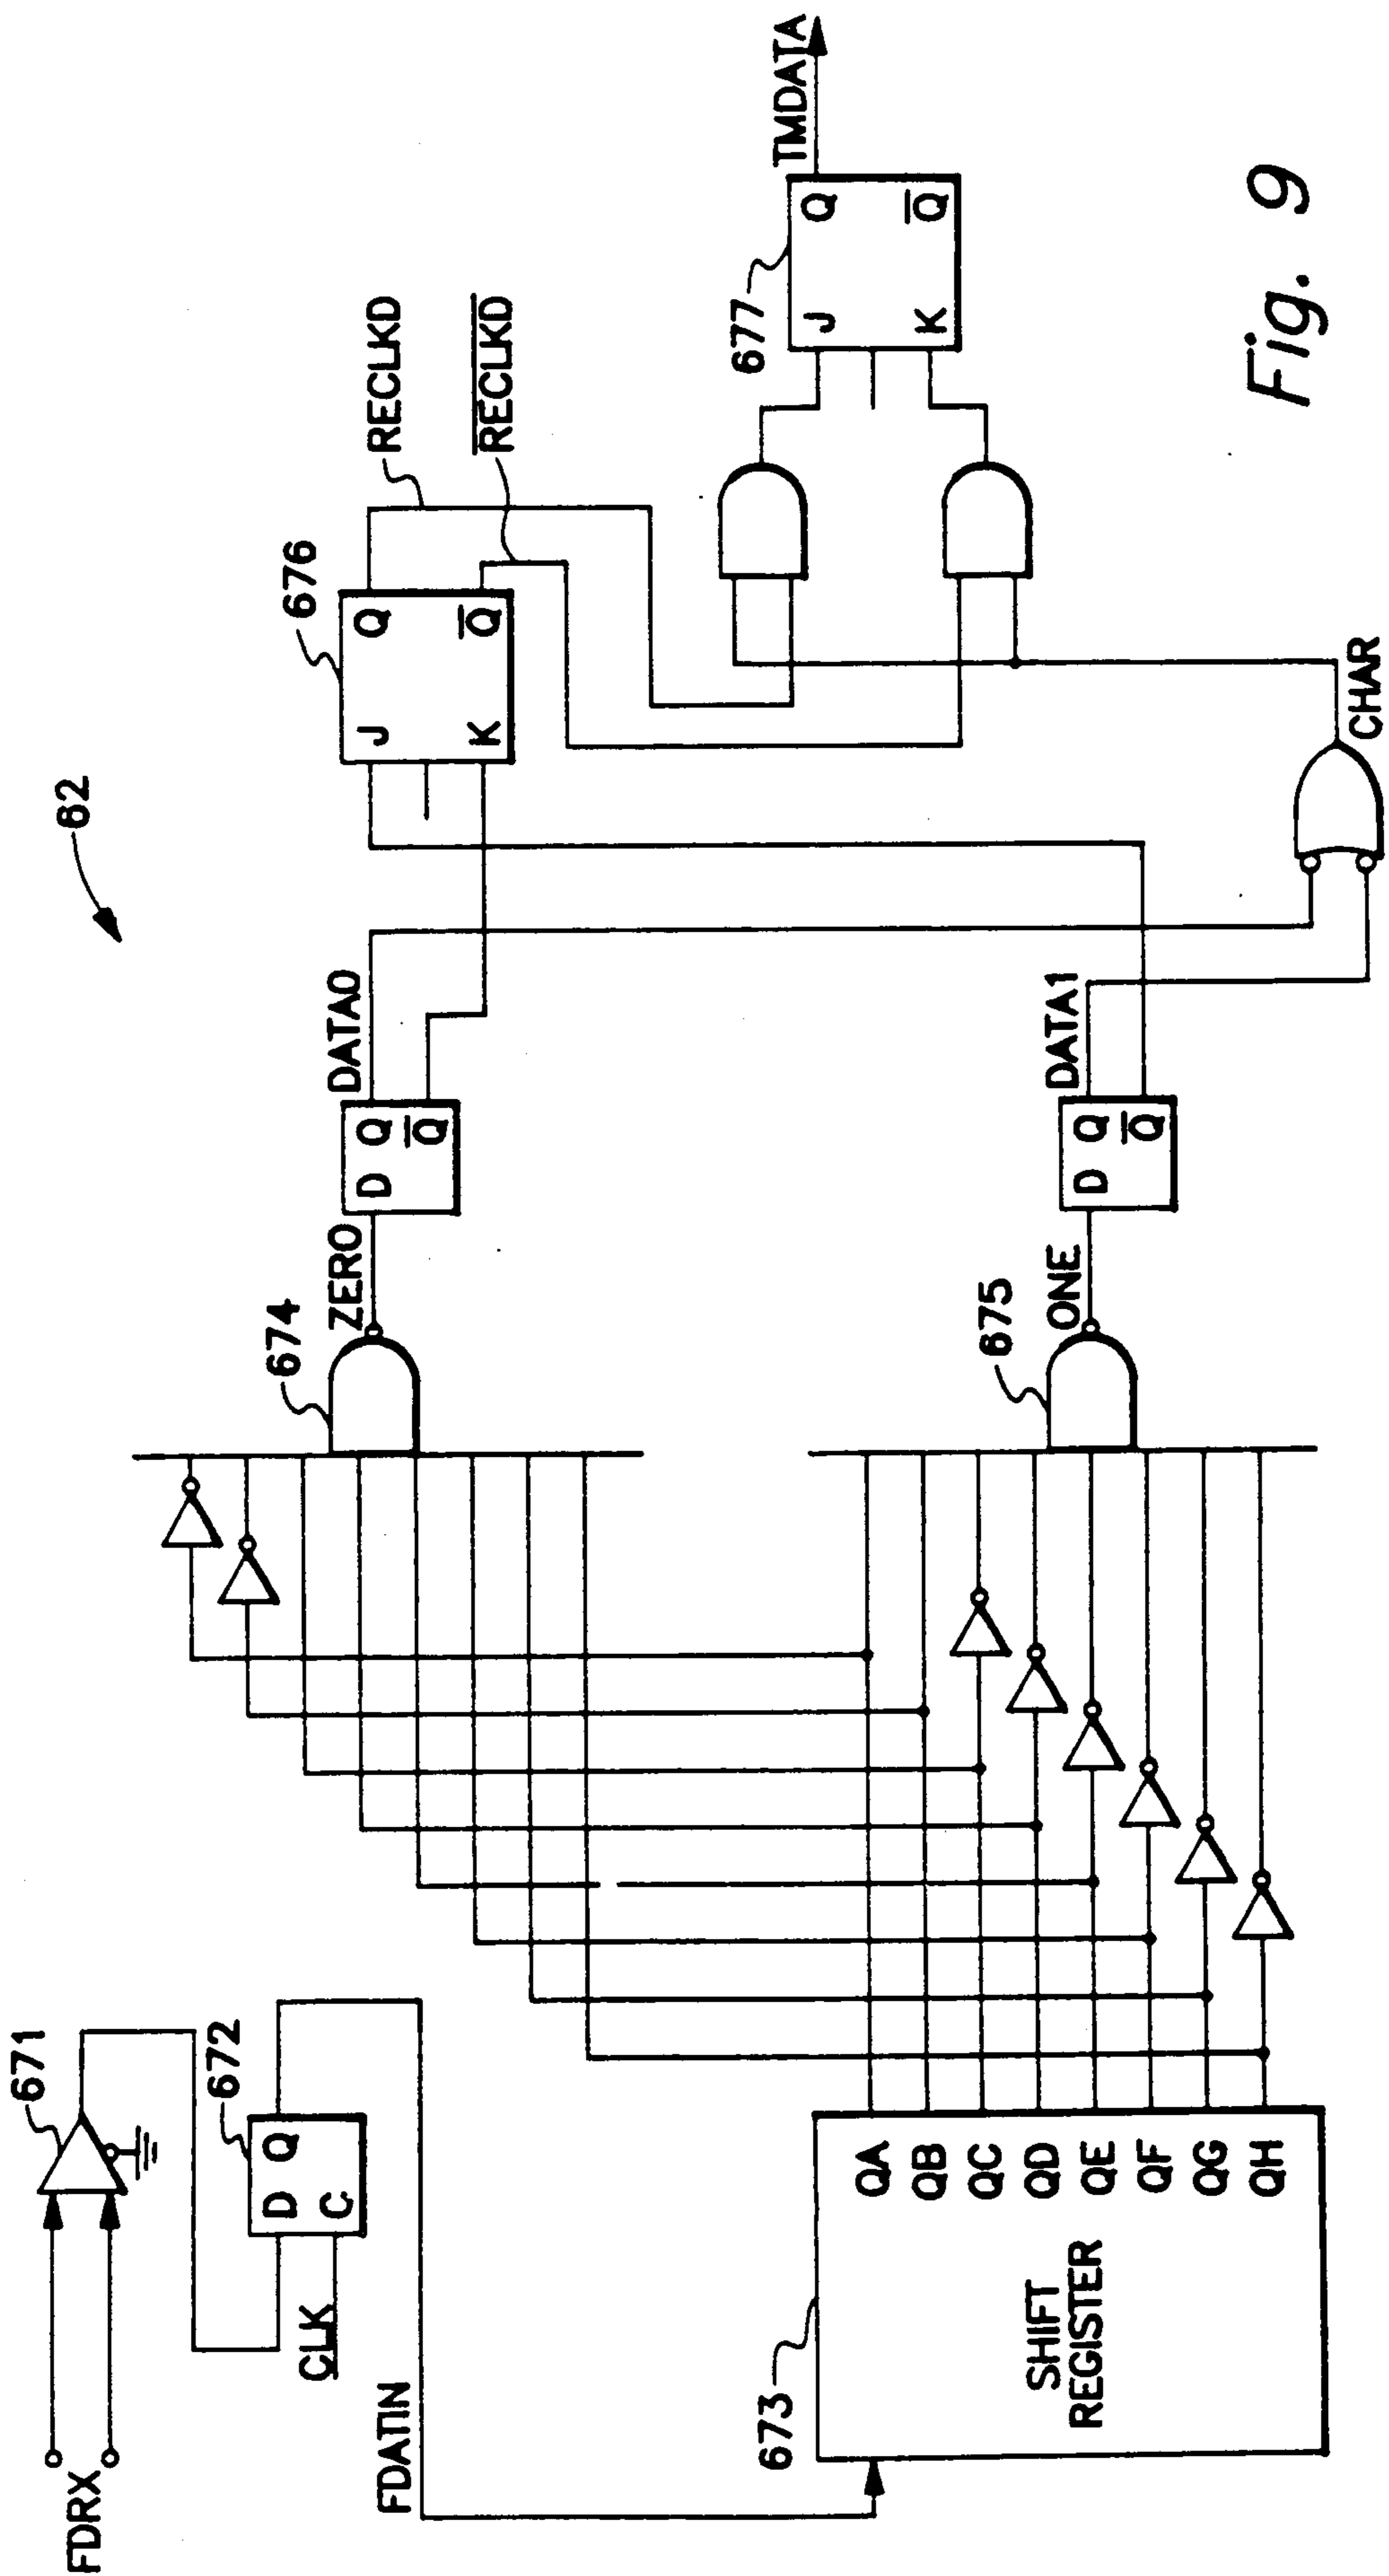 62
FDRX
671
D Q
C
672
CLK
FDATIN
673
SHIFT
REGISTER
QA
QB
QC
QD
QE
QF
QG
QH
674
ZERO
D Q
Q̅
DATA0
675
ONE
D Q
Q̅
DATA1
676
J Q
K Q̅
RECLKD
R̅E̅C̅L̅K̅D̅
CHAR
677
J Q
K Q̅
TMDATA
Fig. 9